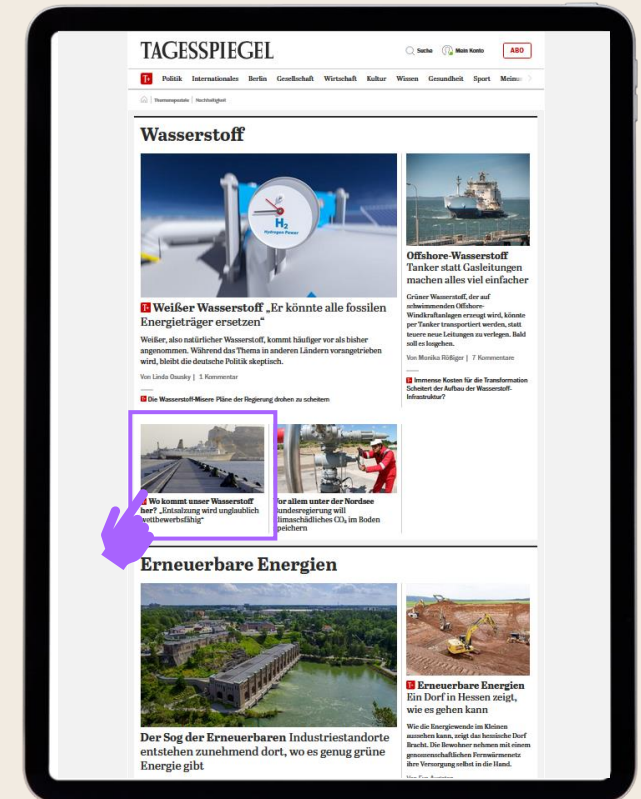 TAGESSPIEGEL
Suche Mein Konto ABO
T+ Politik Internationales Berlin Gesellschaft Wirtschaft Kultur Wissen Gesundheit Sport
Themenspezials | Nachhaltigkeit
Wasserstoff
H2
Hydrogen Power
T+ Weißer Wasserstoff „Er könnte alle fossilen
Energieträger ersetzen“
Weißer, also natürlicher Wasserstoff, kommt häufiger vor als bisher
angenommen. Während das Thema in anderen Ländern vorangetrieben
wird, bleibt die deutsche Politik skeptisch.
Von Linda Osusky | 1 Kommentar
T+ Die Wasserstoff-Misere Pläne der Regierung drohen zu scheitern
Offshore-Wasserstoff
Tanker statt Gasleitungen
machen alles viel einfacher
Grüner Wasserstoff, der auf
schwimmenden Offshore-
Windkraftanlagen erzeugt wird, könnte
per Tanker transportiert werden, statt
teuere neue Leitungen zu verlegen. Bald
soll es losgehen.
Von Monika Rößiger | 7 Kommentare
T+ Immense Kosten für die Transformation
Scheitert der Aufbau der Wasserstoff-
Infrastruktur?
Wo kommt unser Wasserstoff
her? „Entsalzung wird unglaublich
wettbewerbsfähig“
Vor allem unter der Nordsee
Bundesregierung will
klimaschädliches CO₂ im Boden
speichern
Erneuerbare Energien
Der Sog der Erneuerbaren Industriestandorte
entstehen zunehmend dort, wo es genug grüne
Energie gibt
T+ Erneuerbare Energien
Ein Dorf in Hessen zeigt,
wie es gehen kann
Wie die Energiewende im Kleinen
aussehen kann, zeigt das hessische Dorf
Bracht. Die Bewohner nehmen mit einem
genossenschaftlichen Fernwärmenetz
ihre Versorgung selbst in die Hand.